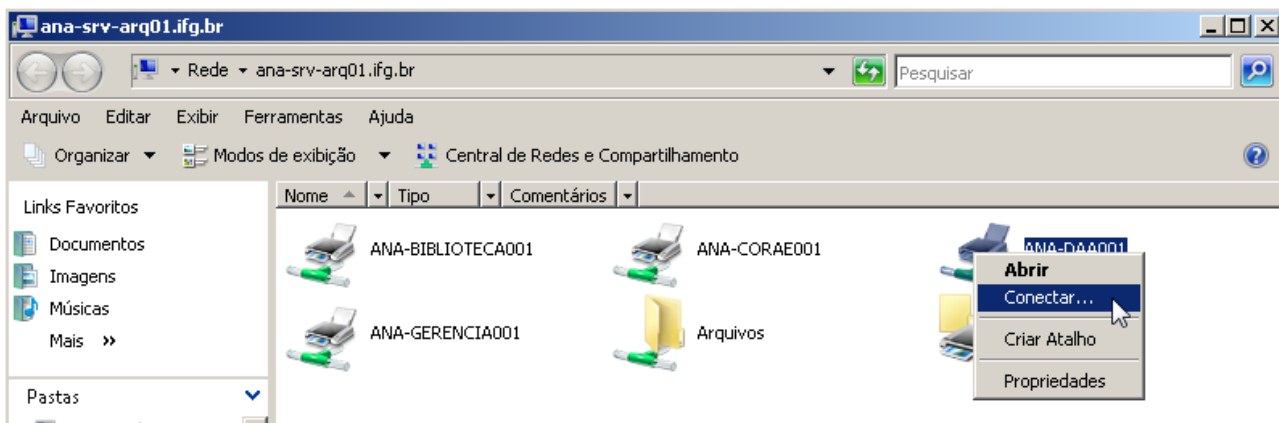 ana-srv-arq01.ifg.br
Rede ana-srv-arq01.ifg.br Pesquisar
Arquivo Editar Exibir Ferramentas Ajuda
Organizar Modos de exibição Central de Redes e Compartilhamento
Links Favoritos
Documentos
Imagens
Músicas
Mais »
Pastas
Nome Tipo Comentários
ANA-BIBLIOTECA001 ANA-CORAE001 ANA-DAA001
ANA-GERENCIA001 Arquivos
Abrir
Conectar...
Criar Atalho
Propriedades